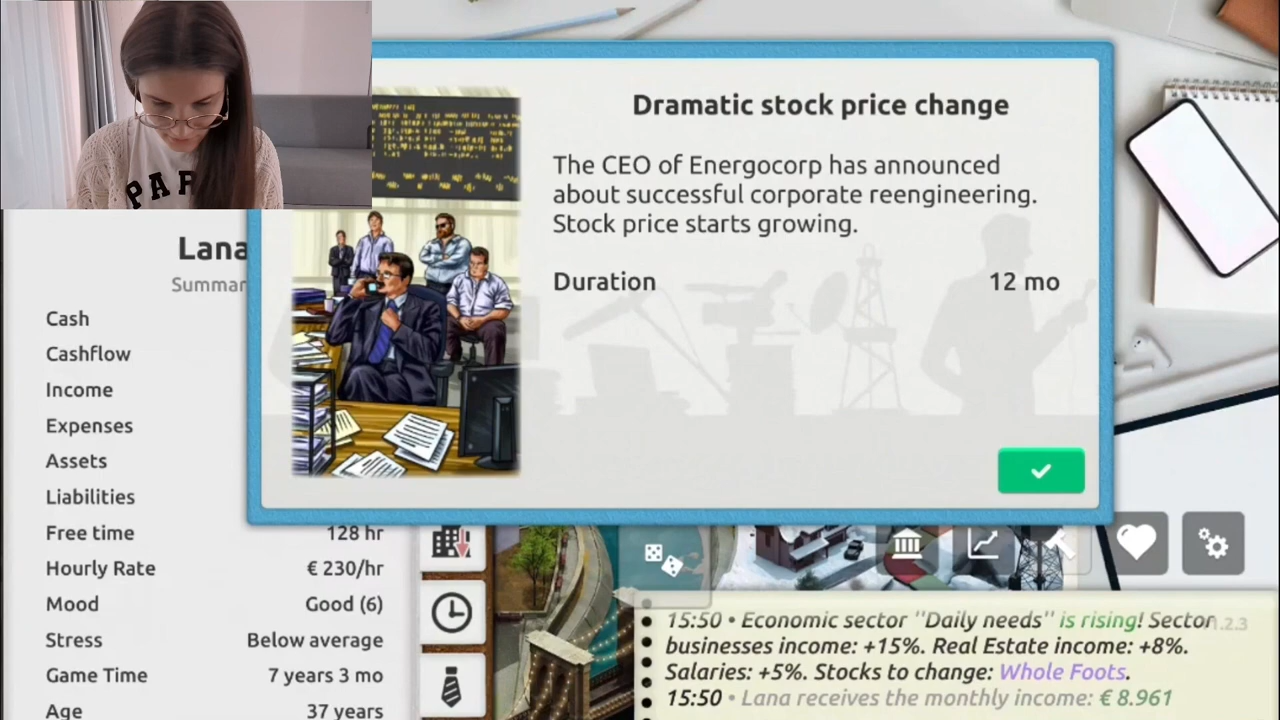 PAR
Dramatic stock price change
The CEO of Energocorp has announced
about successful corporate reengineering.
Stock price starts growing.
Duration 12 mo
Lana
Summar
Cash
Cashflow
Income
Expenses
Assets
Liabilities
Free time 128 hr
Hourly Rate € 230/hr
Mood Good (6)
Stress Below average
Game Time 7 years 3 mo
Age 37 years
15:50 • Economic sector "Daily needs" is rising! Sector
businesses income: +15%. Real Estate income: +8%.
Salaries: +5%. Stocks to change: Whole Foots.
15:50 • Lana receives the monthly income: € 8.961